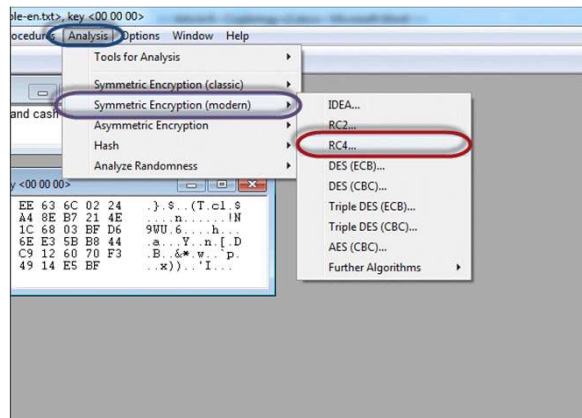 ple-en.txt>, key <00 00 00>
ocedures Analysis Options Window Help
Tools for Analysis
Symmetric Encryption (classic)
Symmetric Encryption (modern)
Asymmetric Encryption
Hash
Analyze Randomness
IDEA...
RC2...
RC4...
DES (ECB)...
DES (CBC)...
Triple DES (ECB)...
Triple DES (CBC)...
AES (CBC)...
Further Algorithms
and cash
y <00 00 00>
EE 63 6C 02 24 .}.$..(T.cl.$
A4 8E B7 21 4E ....n......!N
1C 68 03 BF D6 9WU.6....h...
6E E3 5B B8 44 .a...Y..n.[.D
C9 12 60 70 F3 .B..&*.w..`p.
49 14 E5 BF ..x))..'I...